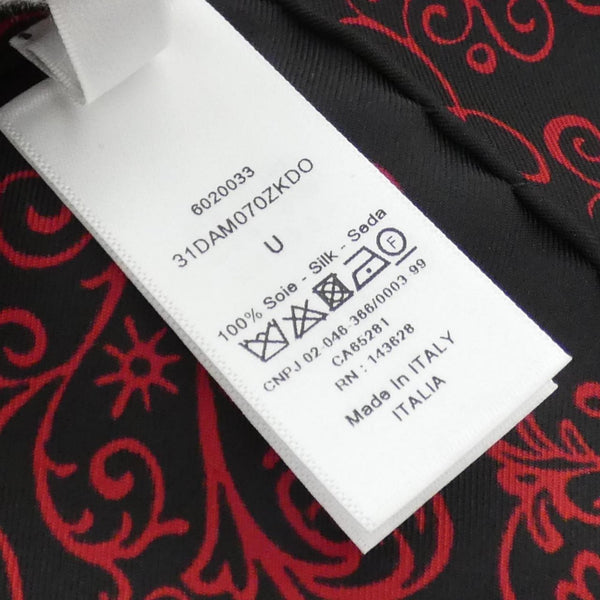 6020033
31DAM070ZKDO
U
100% Soie - Silk - Seda
F
CNPJ 02-046-366/0003 99
CA65281
RN : 143628
Made In ITALY
ITALIA